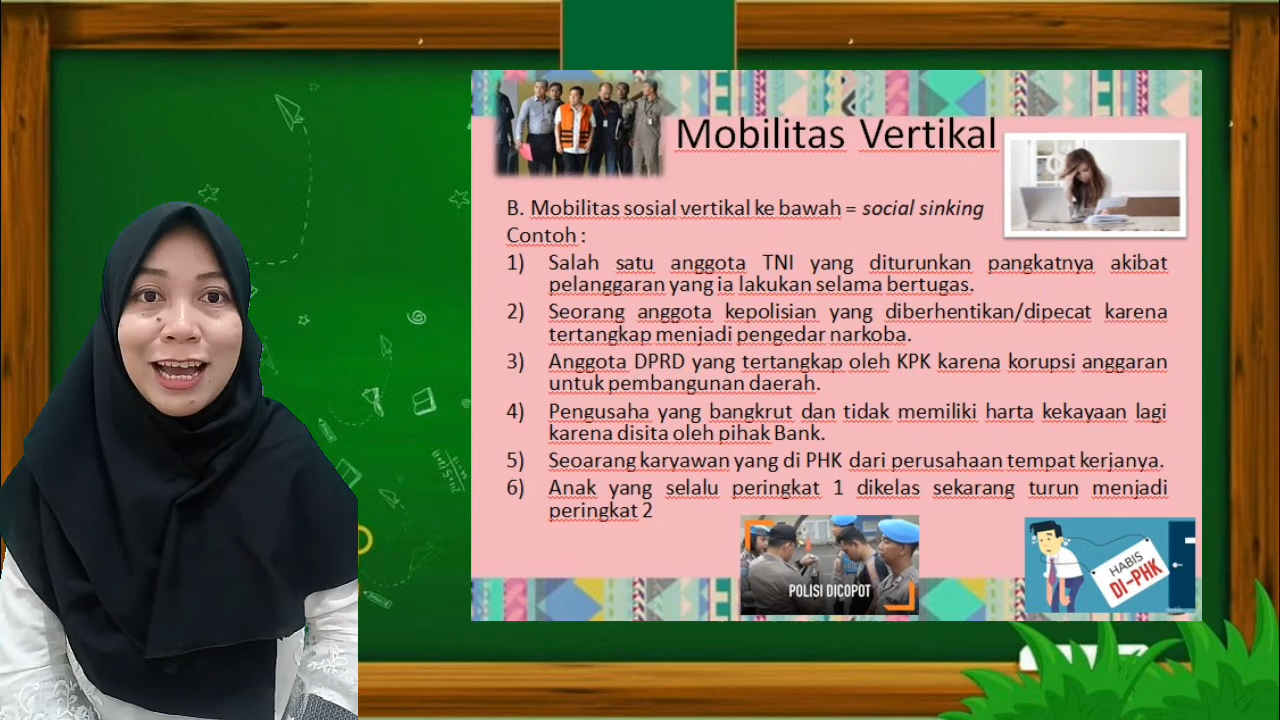 Mobilitas Vertikal
B. Mobilitas sosial vertikal ke bawah = social sinking
Contoh :
1) Salah satu anggota TNI yang diturunkan pangkatnya akibat
pelanggaran yang ia lakukan selama bertugas.
2) Seorang anggota kepolisian yang diberhentikan/dipecat karena
tertangkap menjadi pengedar narkoba.
3) Anggota DPRD yang tertangkap oleh KPK karena korupsi anggaran
untuk pembangunan daerah.
4) Pengusaha yang bangkrut dan tidak memiliki harta kekayaan lagi
karena disita oleh pihak Bank.
5) Seoarang karyawan yang di PHK dari perusahaan tempat kerjanya.
6) Anak yang selalu peringkat 1 dikelas sekarang turun menjadi
peringkat 2
POLISI DICOPOT
HABIS
DI-PHK